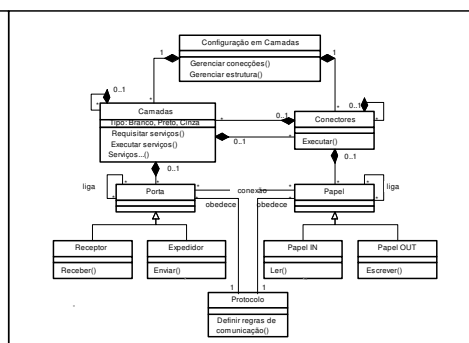 Configuração em Camadas
Gerenciar conecções()
Gerenciar estrutura()
1
1
0..1
0..1
*
*
*
*
Camadas
Tipo: Branco, Preto, Cinza
Requisitar serviços()
Executar serviços()
Serviços...()
*
0..1
0..1
*
Conectores
Executar()
0..1
0..1
liga
*
*
*
*
*
*
liga
Porta
conexão
Papel
*
*
obedece
obedece
Receptor
Receber()
Expedidor
Enviar()
Papel IN
Ler()
Papel OUT
Escrever()
1
1
Protocolo
Definir regras de
comunicação()